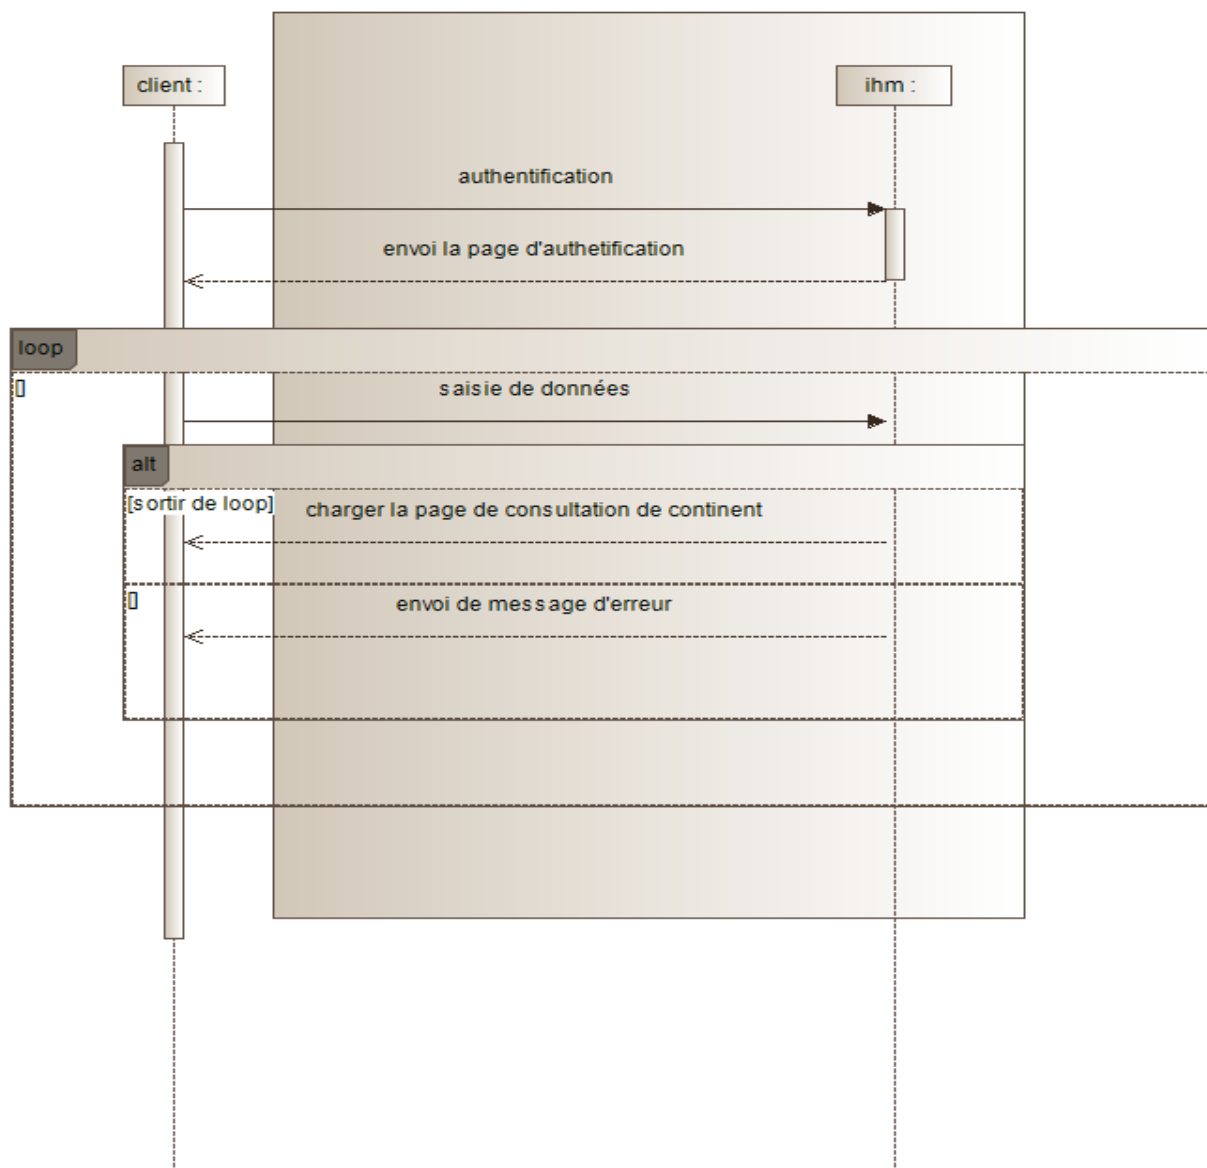 client :
ihm :
authentification
envoi la page d'authetification
loop
[]
saisie de données
alt
[sortir de loop]
charger la page de consultation de continent
[]
envoi de message d'erreur